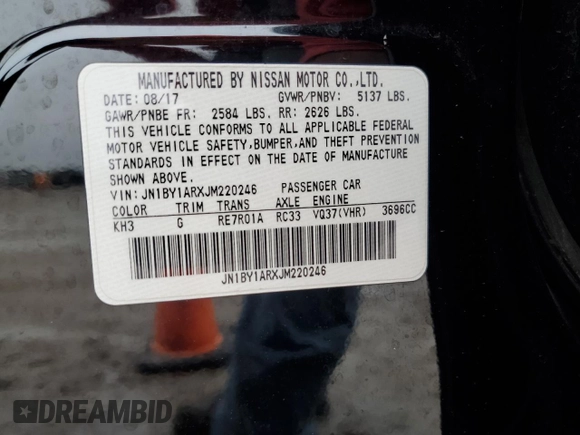 MANUFACTURED BY NISSAN MOTOR CO.,LTD.
DATE: 08/17 GVWR/PNBV: 5137 LBS.
GAWR/PNBE FR: 2584 LBS. RR: 2626 LBS.
THIS VEHICLE CONFORMS TO ALL APPLICABLE FEDERAL
MOTOR VEHICLE SAFETY,BUMPER,AND THEFT PREVENTION
STANDARDS IN EFFECT ON THE DATE OF MANUFACTURE
SHOWN ABOVE.
VIN: JN1BY1ARXJM220246 PASSENGER CAR
COLOR TRIM TRANS AXLE ENGINE
KH3 G RE7R01A RC33 VQ37(VHR) 3696CC
JN1BY1ARXJM220246
DREAMBID